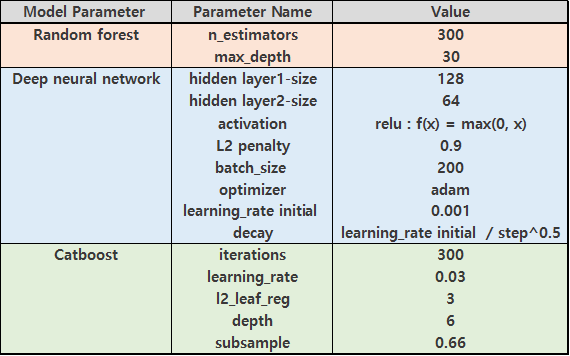 Model Parameter Parameter Name Value
Random forest n_estimators 300
max_depth 30
Deep neural network hidden layer1-size 128
hidden layer2-size 64
activation relu : f(x) = max(0, x)
L2 penalty 0.9
batch_size 200
optimizer adam
learning_rate initial 0.001
decay learning_rate initial / step^0.5
Catboost iterations 300
learning_rate 0.03
l2_leaf_reg 3
depth 6
subsample 0.66